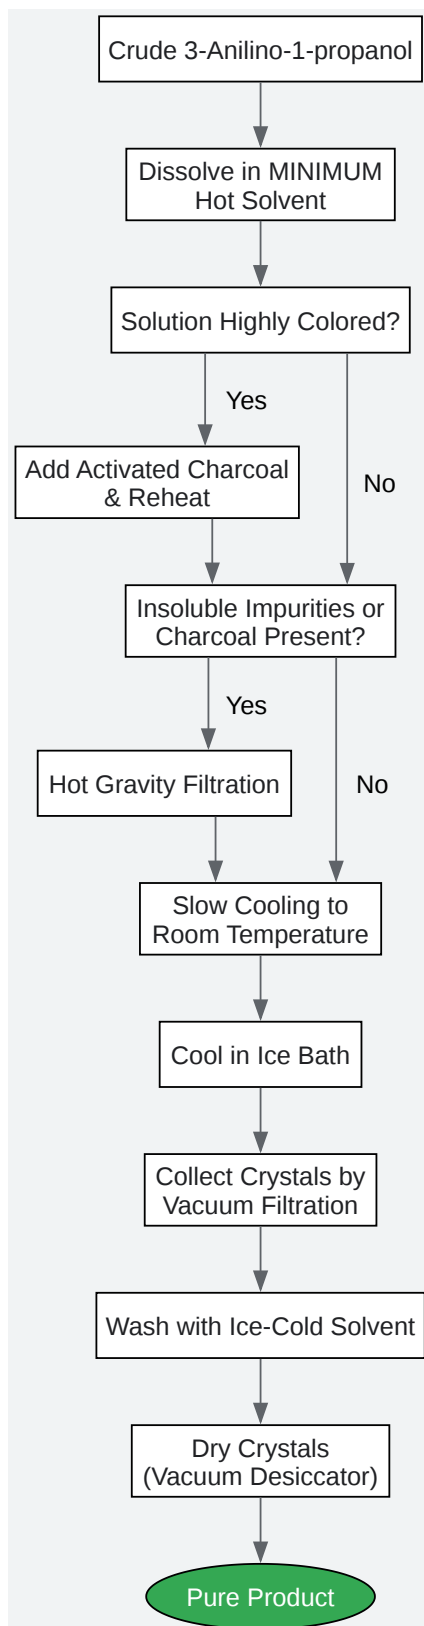 Crude 3-Anilino-1-propanol
Dissolve in MINIMUM
Hot Solvent
Solution Highly Colored?
Yes
Add Activated Charcoal
& Reheat
No
Insoluble Impurities or
Charcoal Present?
Yes
Hot Gravity Filtration
No
Slow Cooling to
Room Temperature
Cool in Ice Bath
Collect Crystals by
Vacuum Filtration
Wash with Ice-Cold Solvent
Dry Crystals
(Vacuum Desiccator)
Pure Product